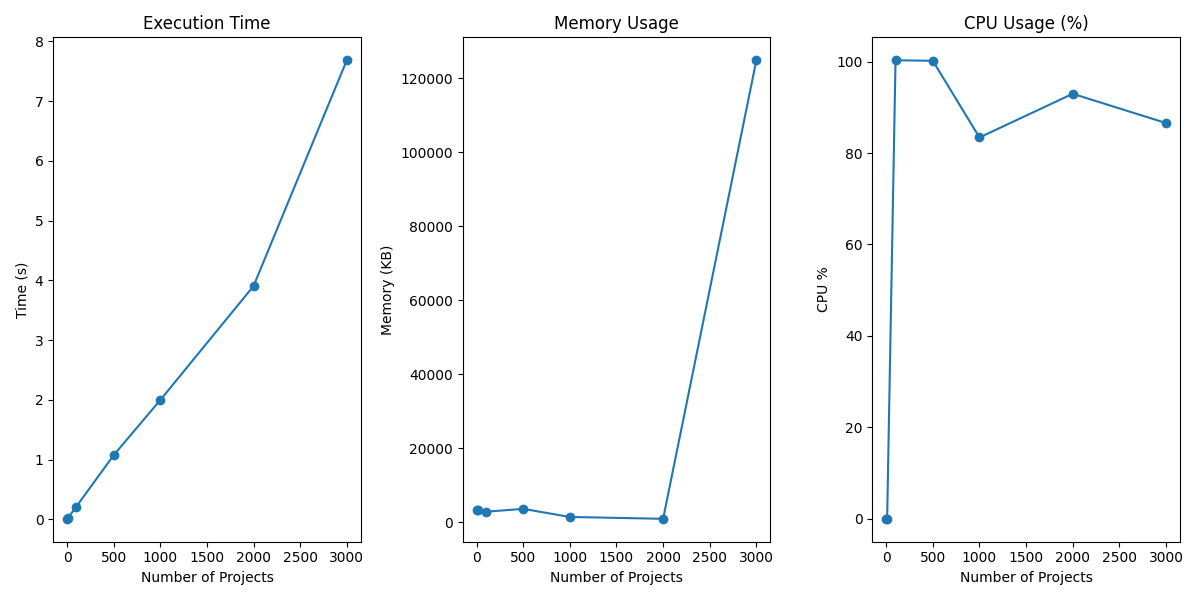 Execution Time
8
7
6
5
4
3
2
1
0
Time (s)
0 500 1000 1500 2000 2500 3000
Number of Projects
Memory Usage
120000
100000
80000
60000
40000
20000
0
Memory (KB)
0 500 1000 1500 2000 2500 3000
Number of Projects
CPU Usage (%)
100
80
60
40
20
0
CPU %
0 500 1000 1500 2000 2500 3000
Number of Projects